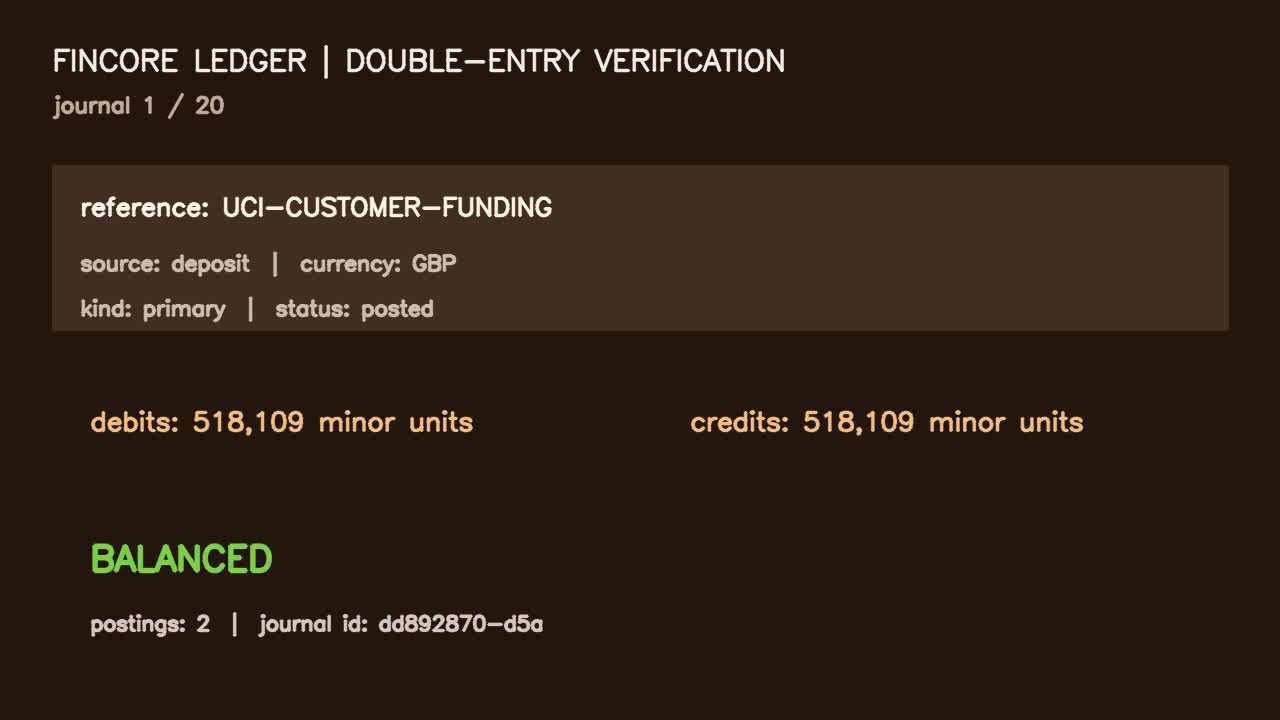 FINCORE LEDGER | DOUBLE-ENTRY VERIFICATION
journal 1 / 20
reference: UCI-CUSTOMER-FUNDING
source: deposit | currency: GBP
kind: primary | status: posted
debits: 518,109 minor units credits: 518,109 minor units
BALANCED
postings: 2 | journal id: dd892870-d5a